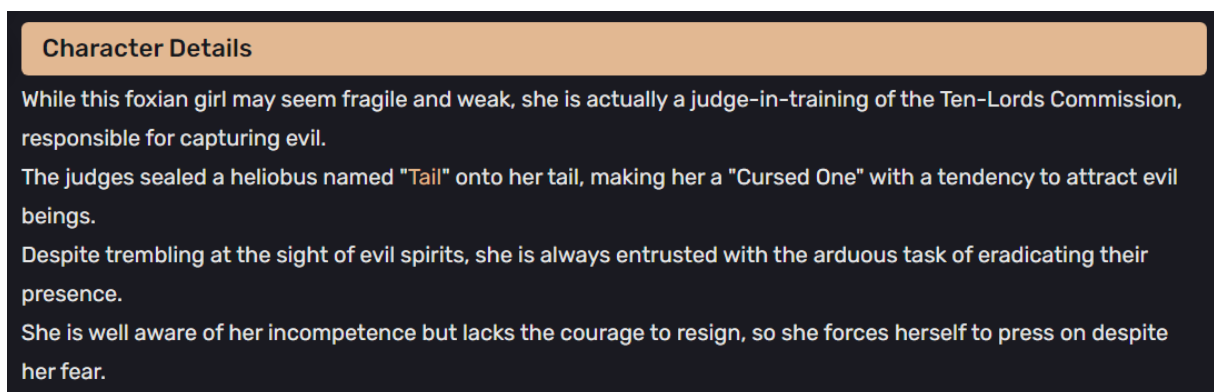 Character Details
While this foxian girl may seem fragile and weak, she is actually a judge-in-training of the Ten-Lords Commission,
responsible for capturing evil.
The judges sealed a heliobus named "Tail" onto her tail, making her a "Cursed One" with a tendency to attract evil
beings.
Despite trembling at the sight of evil spirits, she is always entrusted with the arduous task of eradicating their
presence.
She is well aware of her incompetence but lacks the courage to resign, so she forces herself to press on despite
her fear.